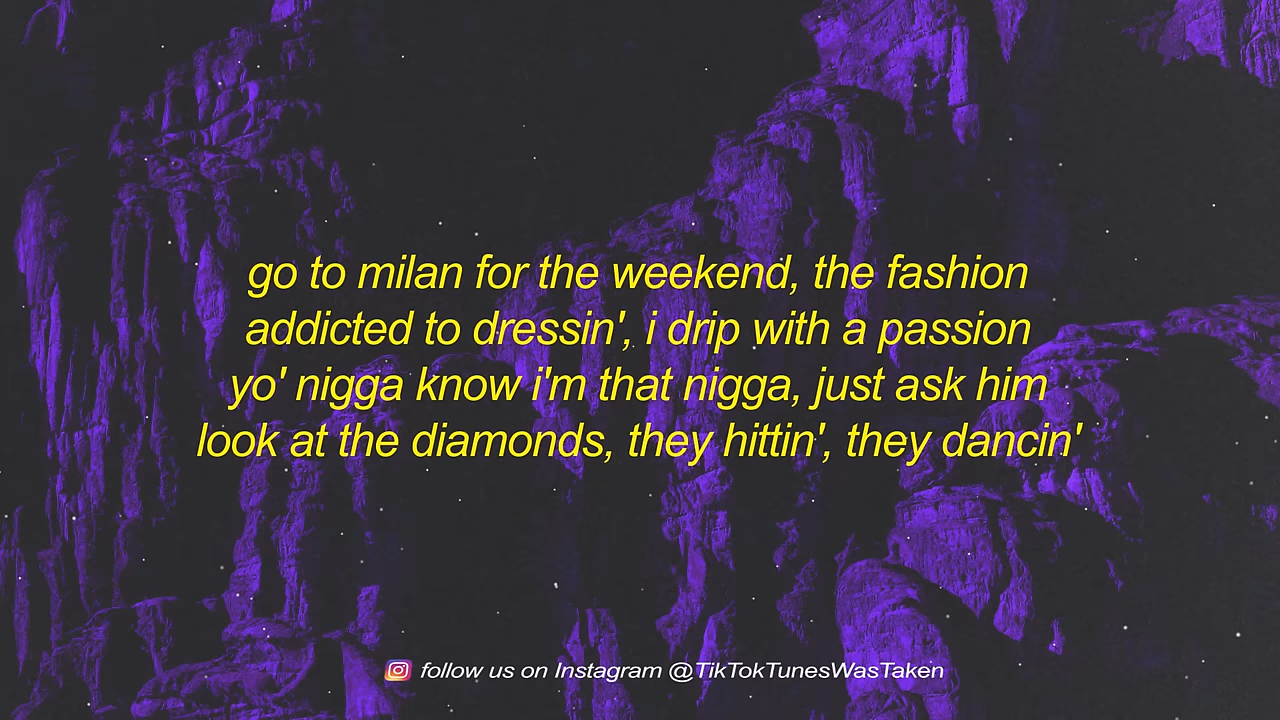 go to milan for the weekend, the fashion
addicted to dressin', i drip with a passion
yo' nigga know i'm that nigga, just ask him
look at the diamonds, they hittin', they dancin'
follow us on Instagram @TikTokTunesWasTaken